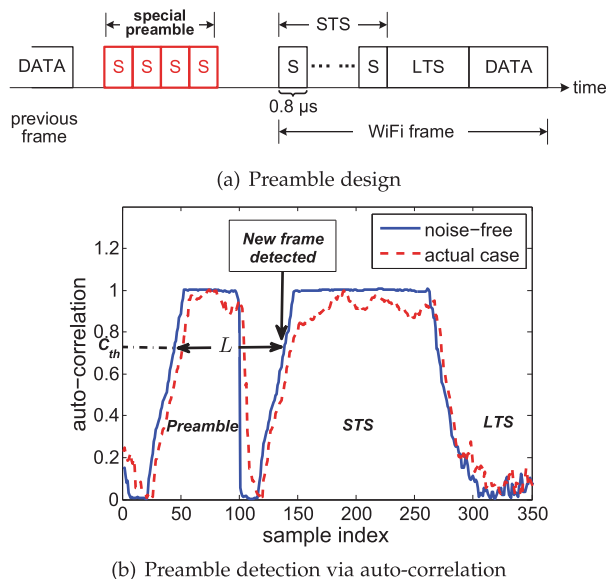 special
preamble
STS
DATA
S S S S
S ... ... S LTS DATA
time
0.8 μs
previous
frame
WiFi frame
(a) Preamble design
New frame
detected
noise−free
actual case
auto−correlation
1.2
1
0.8
C_th
0.6
0.4
0.2
0
L
Preamble
STS
LTS
0 50 100 150 200 250 300 350
sample index
(b) Preamble detection via auto-correlation